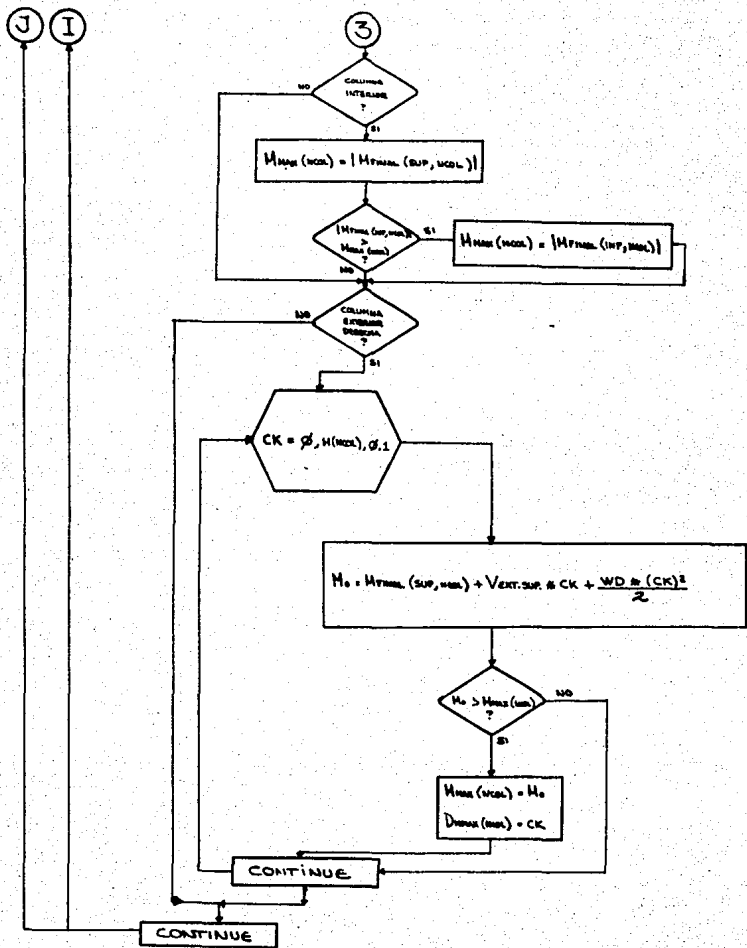 J I 3
COLUMNA
INTERIOR
?
NO
SI
MMAX (NCOL) = |MFINAL (SUP, NCOL)|
|MFINAL (INF, NCOL)|
>
MMAX (NCOL)
?
SI
NO
MMAX (NCOL) = |MFINAL (INF, NCOL)|
COLUMNA
EXTERIOR
DERECHA
?
NO
SI
CK = Ø, H(NCOL), Ø.1
Mo = MFINAL (SUP, NCOL) + VEXT.SUP. * CK + WD * (CK)²
2
Mo > MMAX (NCOL)
?
NO
SI
MMAX (NCOL) = Mo
DMMAX (NCOL) = CK
CONTINUE
CONTINUE